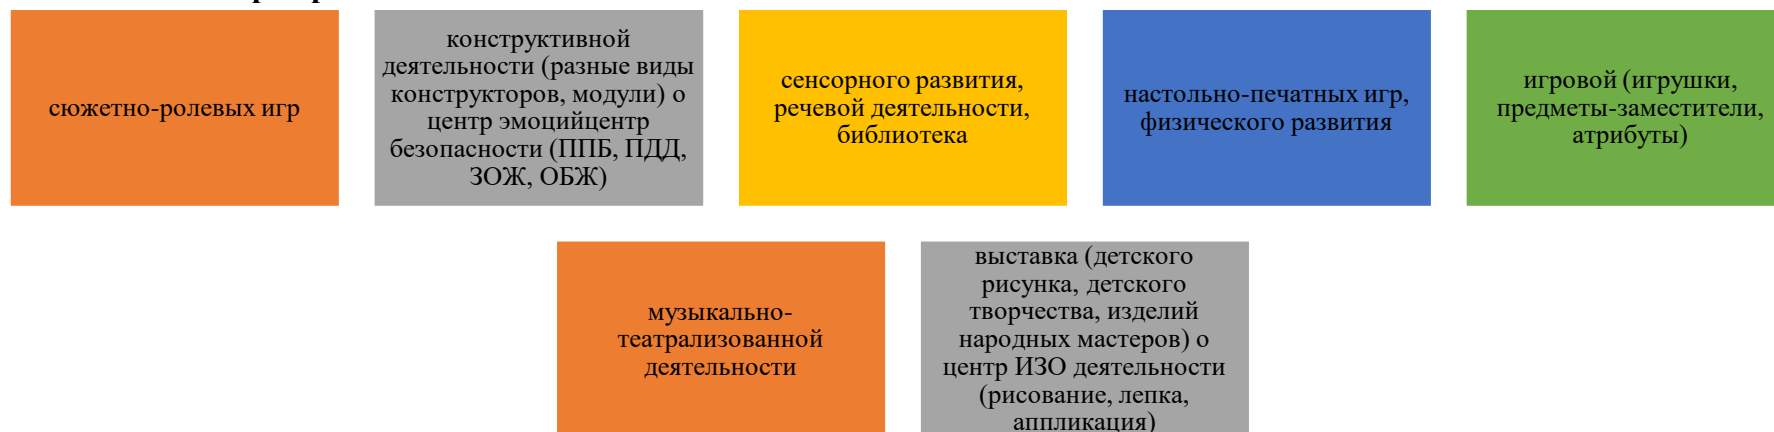 сюжетно-ролевых игр
конструктивной
деятельности (разные виды
конструкторов, модули) о
центр эмоцийцентр
безопасности (ППБ, ПДД,
ЗОЖ, ОБЖ)
сенсорного развития,
речевой деятельности,
библиотека
настольно-печатных игр,
физического развития
игровой (игрушки,
предметы-заместители,
атрибуты)
музыкально-
театрализованной
деятельности
выставка (детского
рисунка, детского
творчества, изделий
народных мастеров) о
центр ИЗО деятельности
(рисование, лепка,
аппликация)